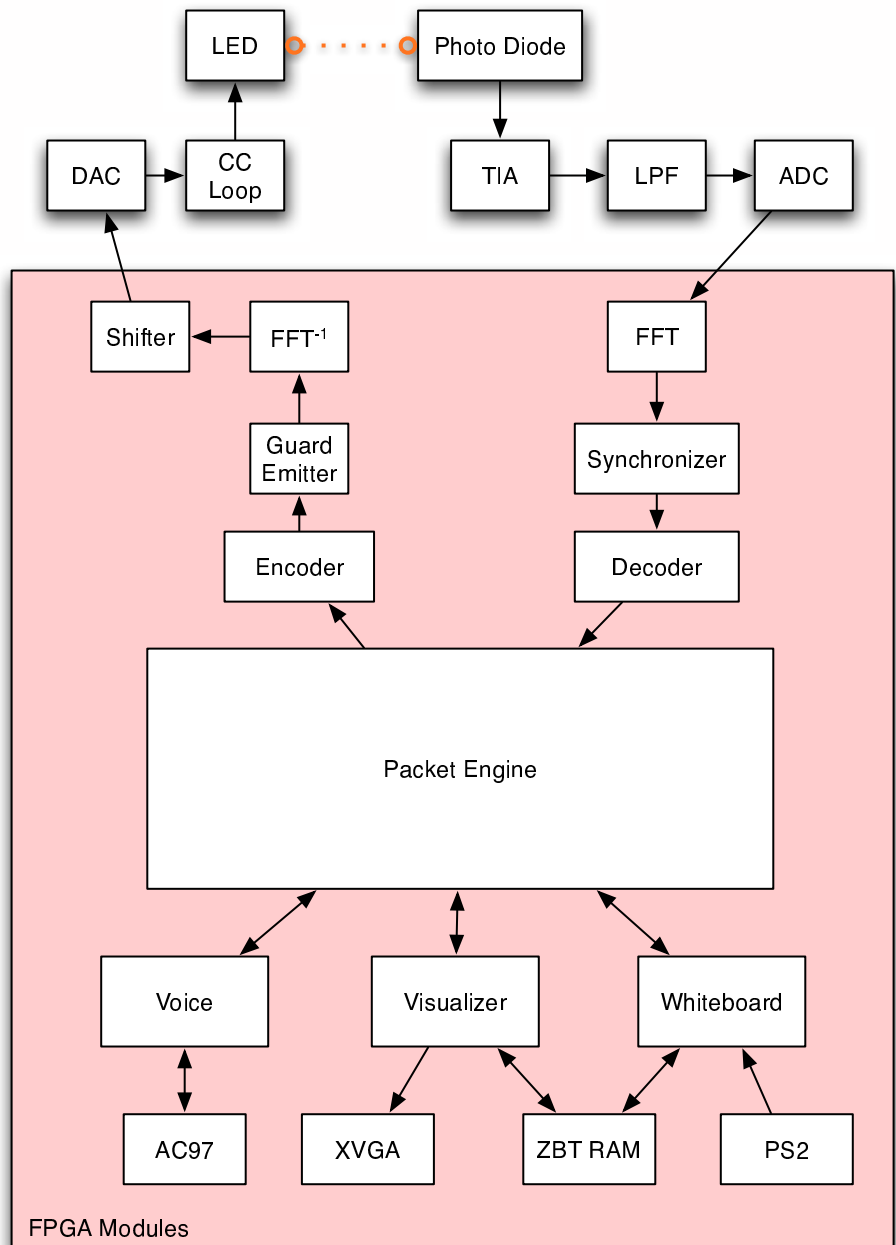 LED
Photo Diode
DAC
CC
Loop
TIA
LPF
ADC
Shifter
FFT-1
FFT
Guard
Emitter
Synchronizer
Encoder
Decoder
Packet Engine
Voice
Visualizer
Whiteboard
AC97
XVGA
ZBT RAM
PS2
FPGA Modules